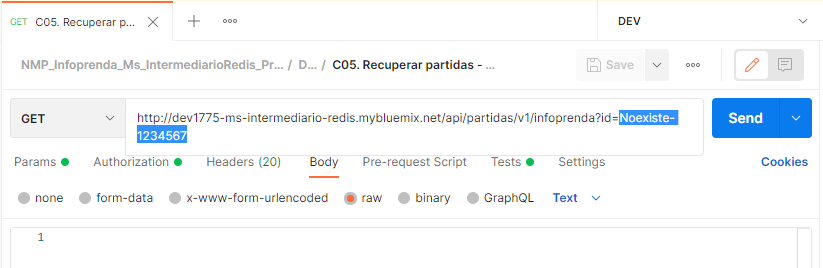 GET C05. Recuperar p...
DEV
NMP_Infoprenda_Ms_IntermediarioRedis_Pr... / D... / C05. Recuperar partidas - ...
Save
GET
http://dev1775-ms-intermediario-redis.mybluemix.net/api/partidas/v1/infoprenda?id=Noexiste-
1234567
Send
Params Authorization Headers (20) Body Pre-request Script Tests Settings Cookies
none form-data x-www-form-urlencoded raw binary GraphQL Text
1